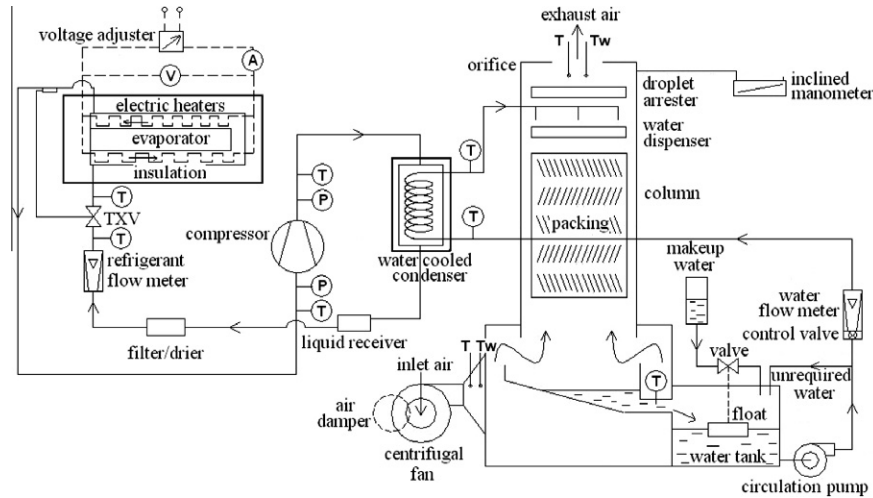 exhaust air
T
Tw
voltage adjuster
A
V
orifice
droplet
arrester
inclined
manometer
electric heaters
evaporator
insulation
water
dispenser
T
T
P
T
TXV
T
T
column
packing
compressor
water cooled
condenser
makeup
water
refrigerant
flow meter
P
T
water
flow meter
control valve
liquid receiver
filter/drier
T
Tw
inlet air
valve
unrequired
water
T
air
damper
float
centrifugal
fan
water tank
circulation pump